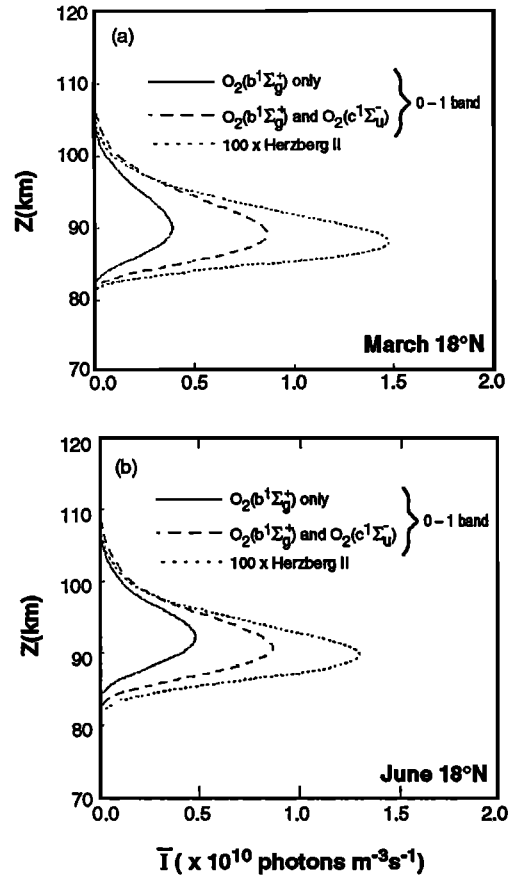 (a)
120
110
100
90
80
70
Z(km)
O₂(b¹Σg⁺) only
O₂(b¹Σg⁺) and O₂(c¹Σu⁻)
100 x Herzberg II
0 – 1 band
March 18°N
0.0 0.5 1.0 1.5 2.0
(b)
120
110
100
90
80
70
Z(km)
O₂(b¹Σg⁺) only
O₂(b¹Σg⁺) and O₂(c¹Σu⁻)
100 x Herzberg II
0 – 1 band
June 18°N
0.0 0.5 1.0 1.5 2.0
Ī ( x 10¹⁰ photons m⁻³s⁻¹)